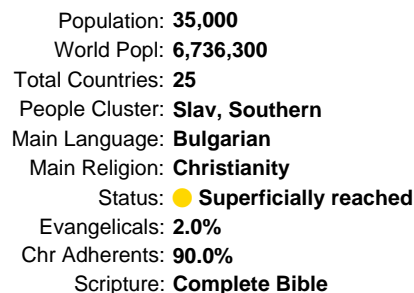 Population: 35,000
World Popl: 6,736,300
Total Countries: 25
People Cluster: Slav, Southern
Main Language: Bulgarian
Main Religion: Christianity
Status: Superficially reached
Evangelicals: 2.0%
Chr Adherents: 90.0%
Scripture: Complete Bible